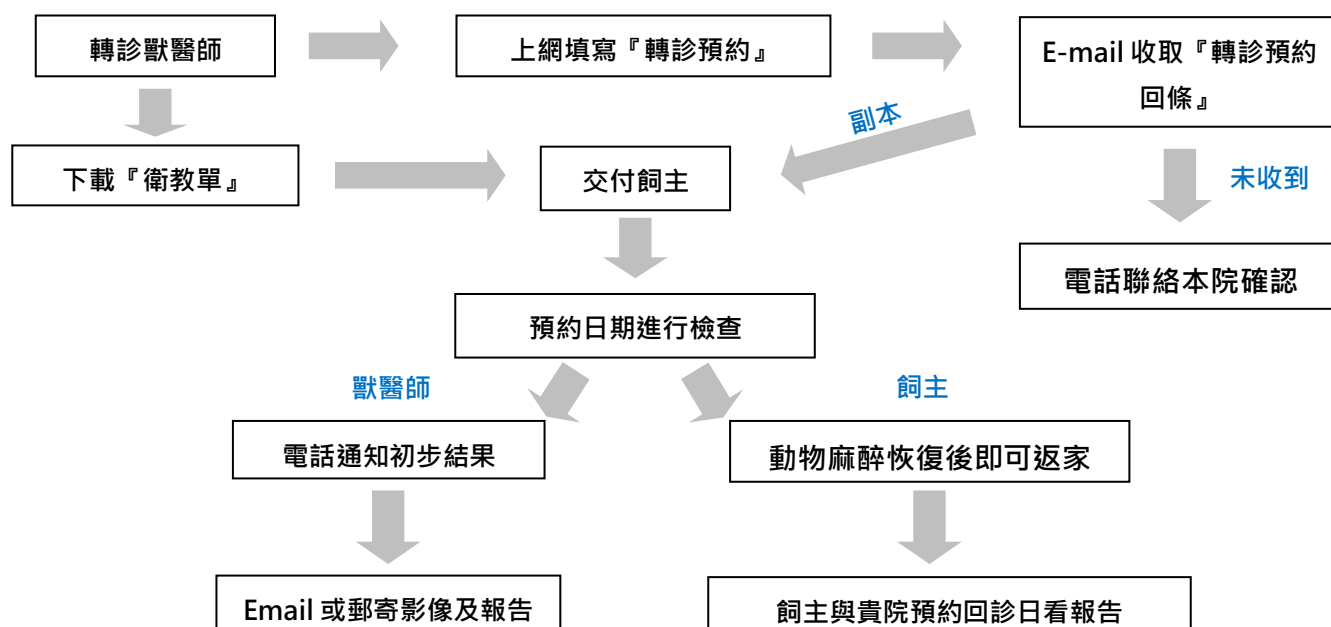 轉診獸醫師
上網填寫『轉診預約』
E-mail 收取『轉診預約
回條』
副本
下載『衛教單』
交付飼主
未收到
電話聯絡本院確認
預約日期進行檢查
獸醫師
飼主
電話通知初步結果
動物麻醉恢復後即可返家
Email 或郵寄影像及報告
飼主與貴院預約回診日看報告